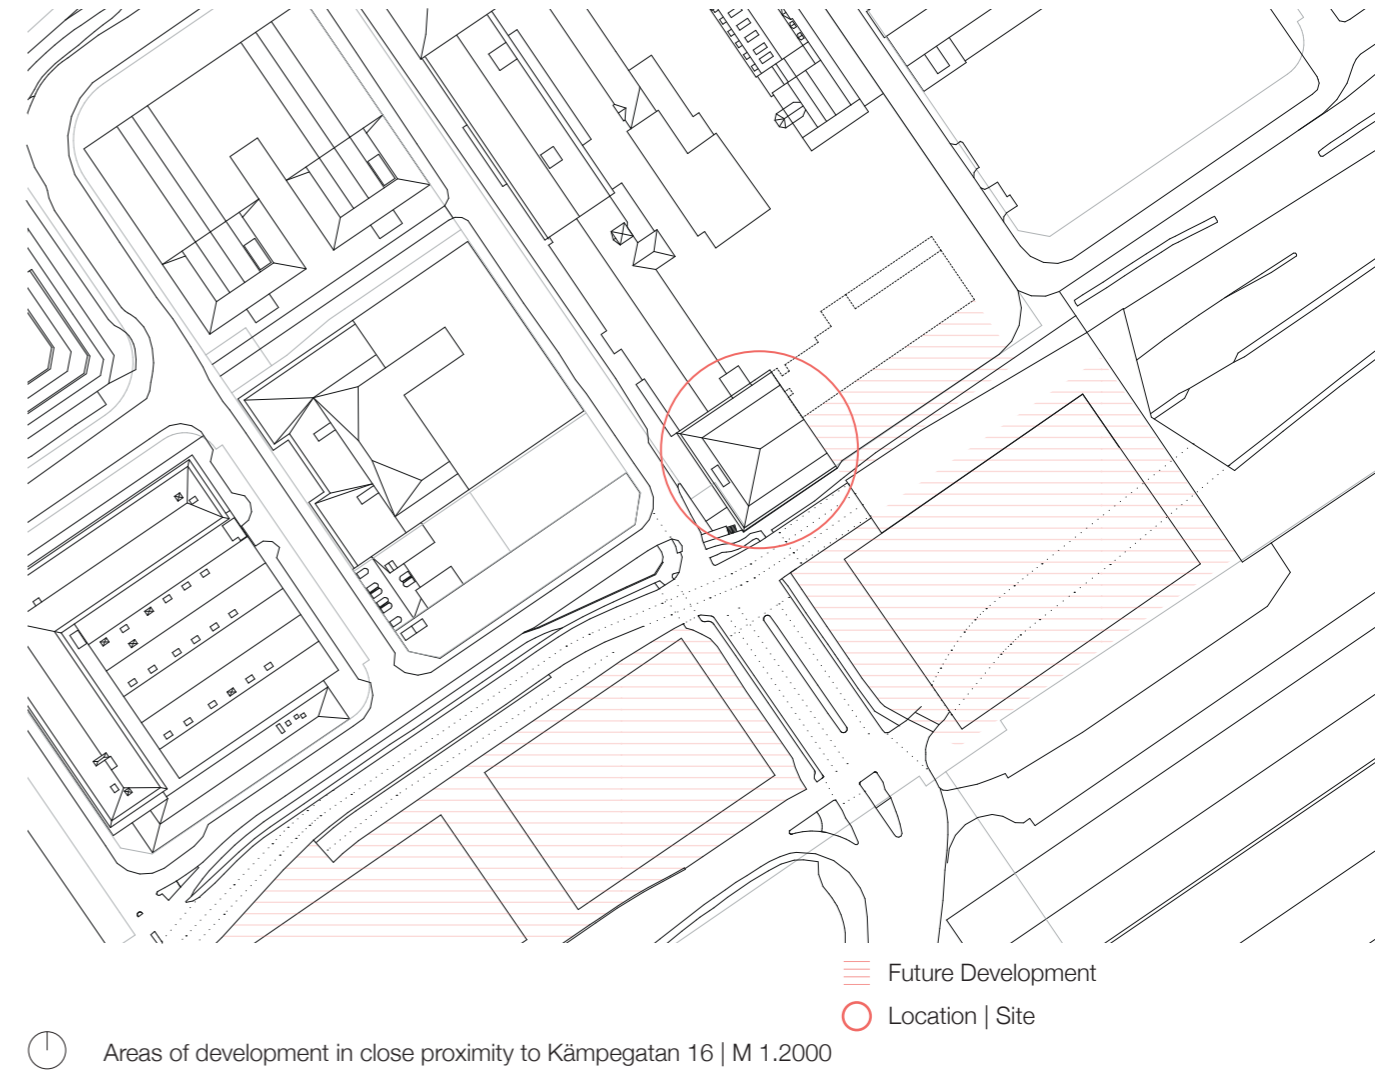 Future Development
Location | Site
Areas of development in close proximity to Kämpegatan 16 | M 1.2000